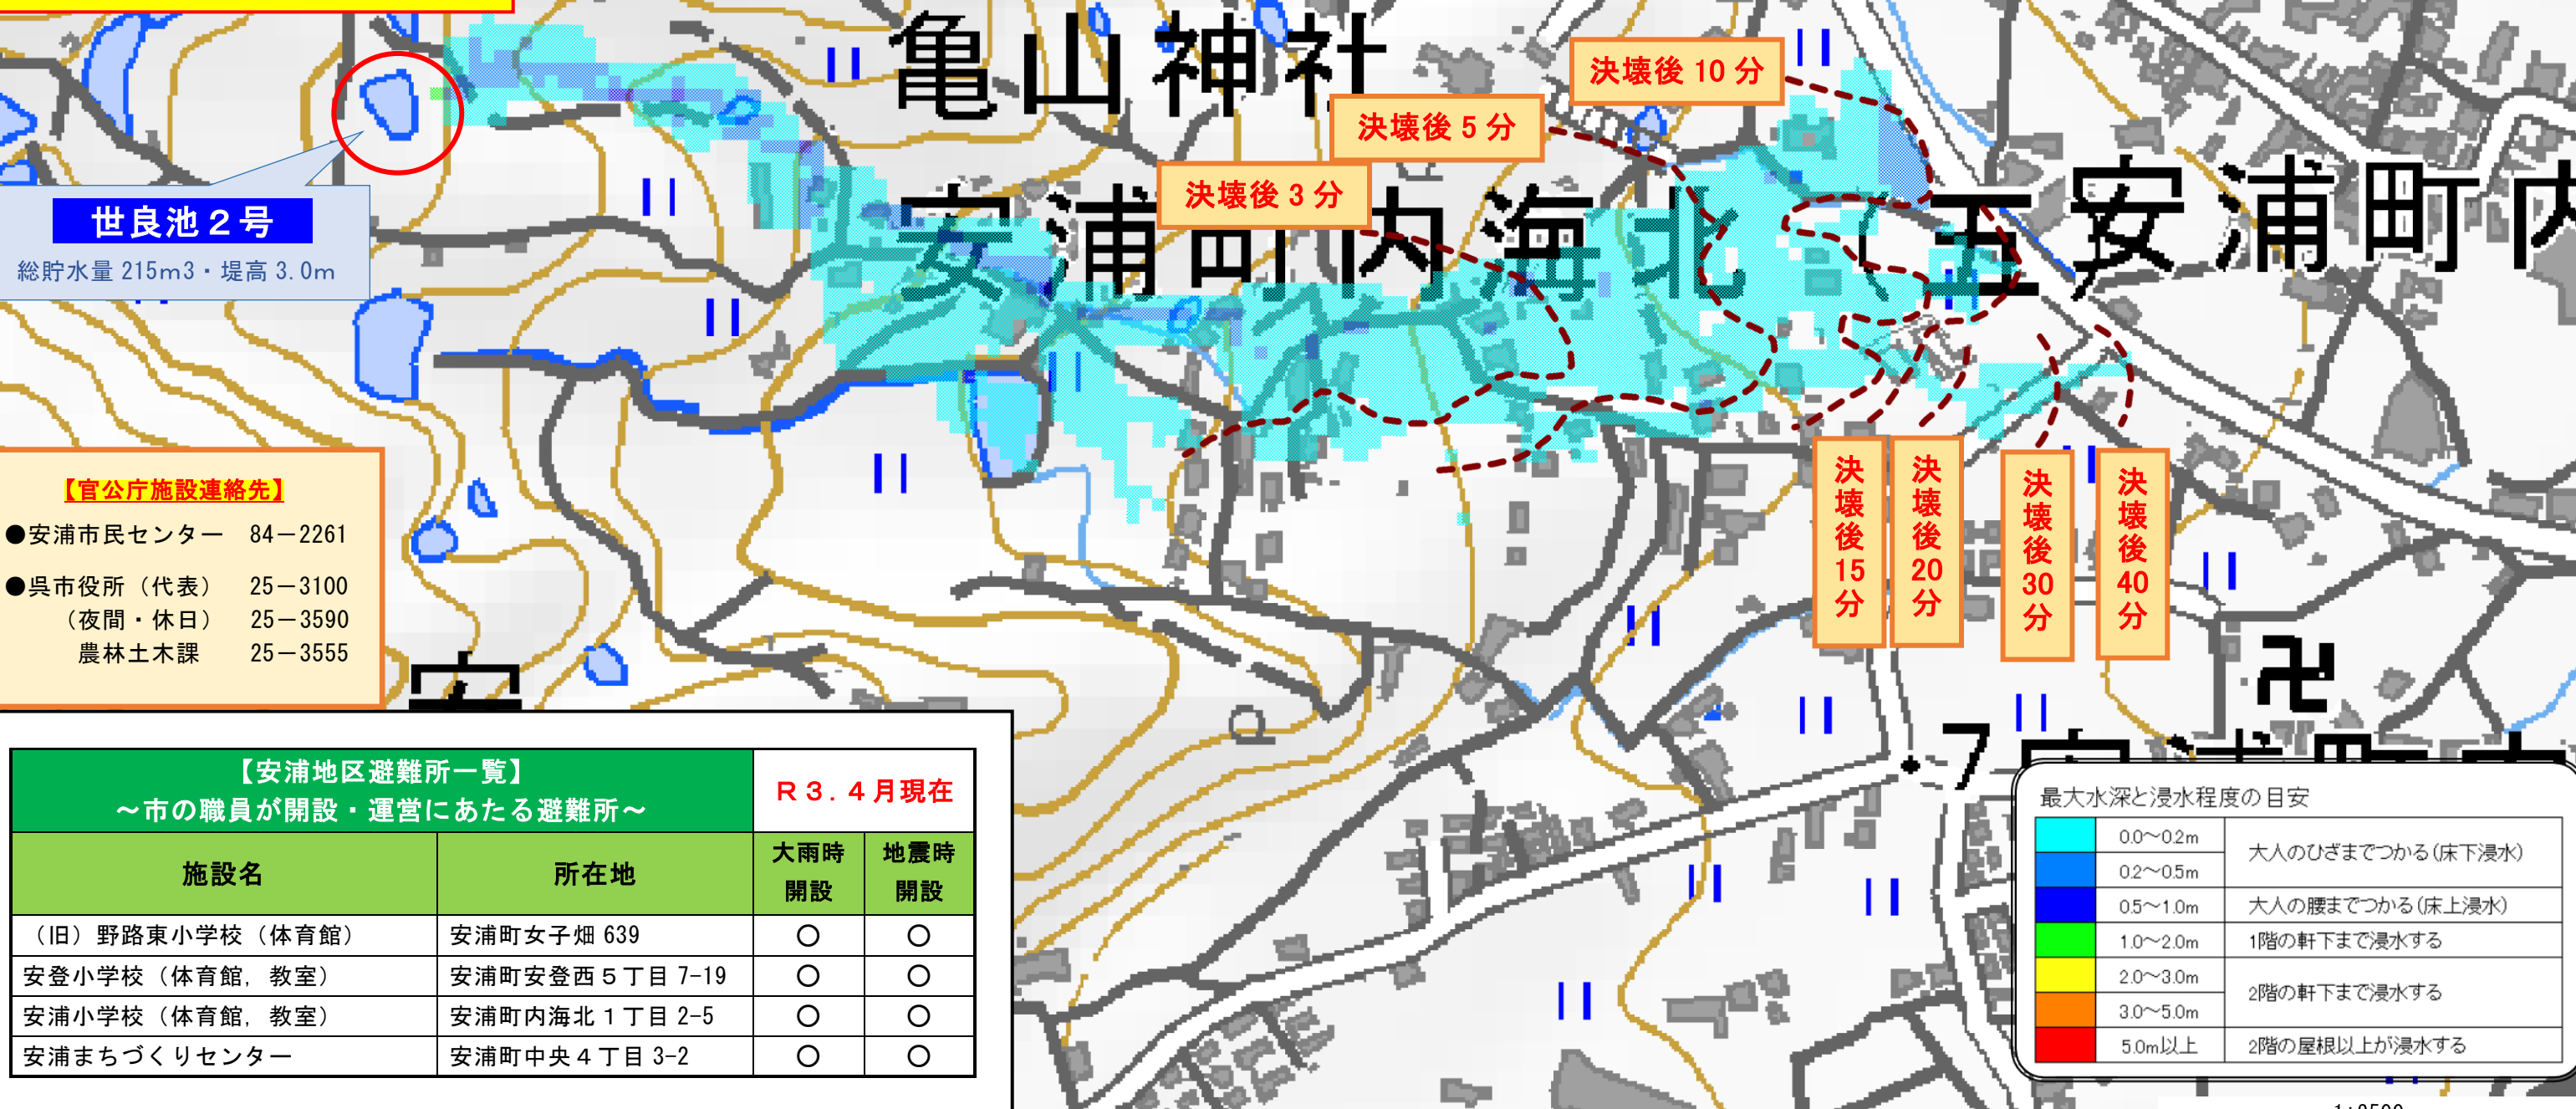 亀山神社
決壊後 10 分
決壊後 5 分
決壊後 3 分
安浦町内海北（五
安浦町内
世良池２号
総貯水量 215ｍ3・堤高 3.0ｍ
【官公庁施設連絡先】
●安浦市民センター　84－2261
●呉市役所（代表）　25－3100
（夜間・休日）　25－3590
農林土木課　25－3555
決壊後15分
決壊後20分
決壊後30分
決壊後40分
7
【安浦地区避難所一覧】
～市の職員が開設・運営にあたる避難所～
Ｒ３．４月現在
施設名　所在地　大雨時開設　地震時開設
（旧）野路東小学校（体育館）　安浦町女子畑 639　〇　〇
安登小学校（体育館，教室）　安浦町安登西５丁目 7-19　〇　〇
安浦小学校（体育館，教室）　安浦町内海北１丁目 2-5　〇　〇
安浦まちづくりセンター　安浦町中央４丁目 3-2　〇　〇
最大水深と浸水程度の目安
0.0～0.2m　大人のひざまでつかる(床下浸水)
0.2～0.5m
0.5～1.0m　大人の腰までつかる(床上浸水)
1.0～2.0m　1階の軒下まで浸水する
2.0～3.0m　2階の軒下まで浸水する
3.0～5.0m
5.0m以上　2階の屋根以上が浸水する